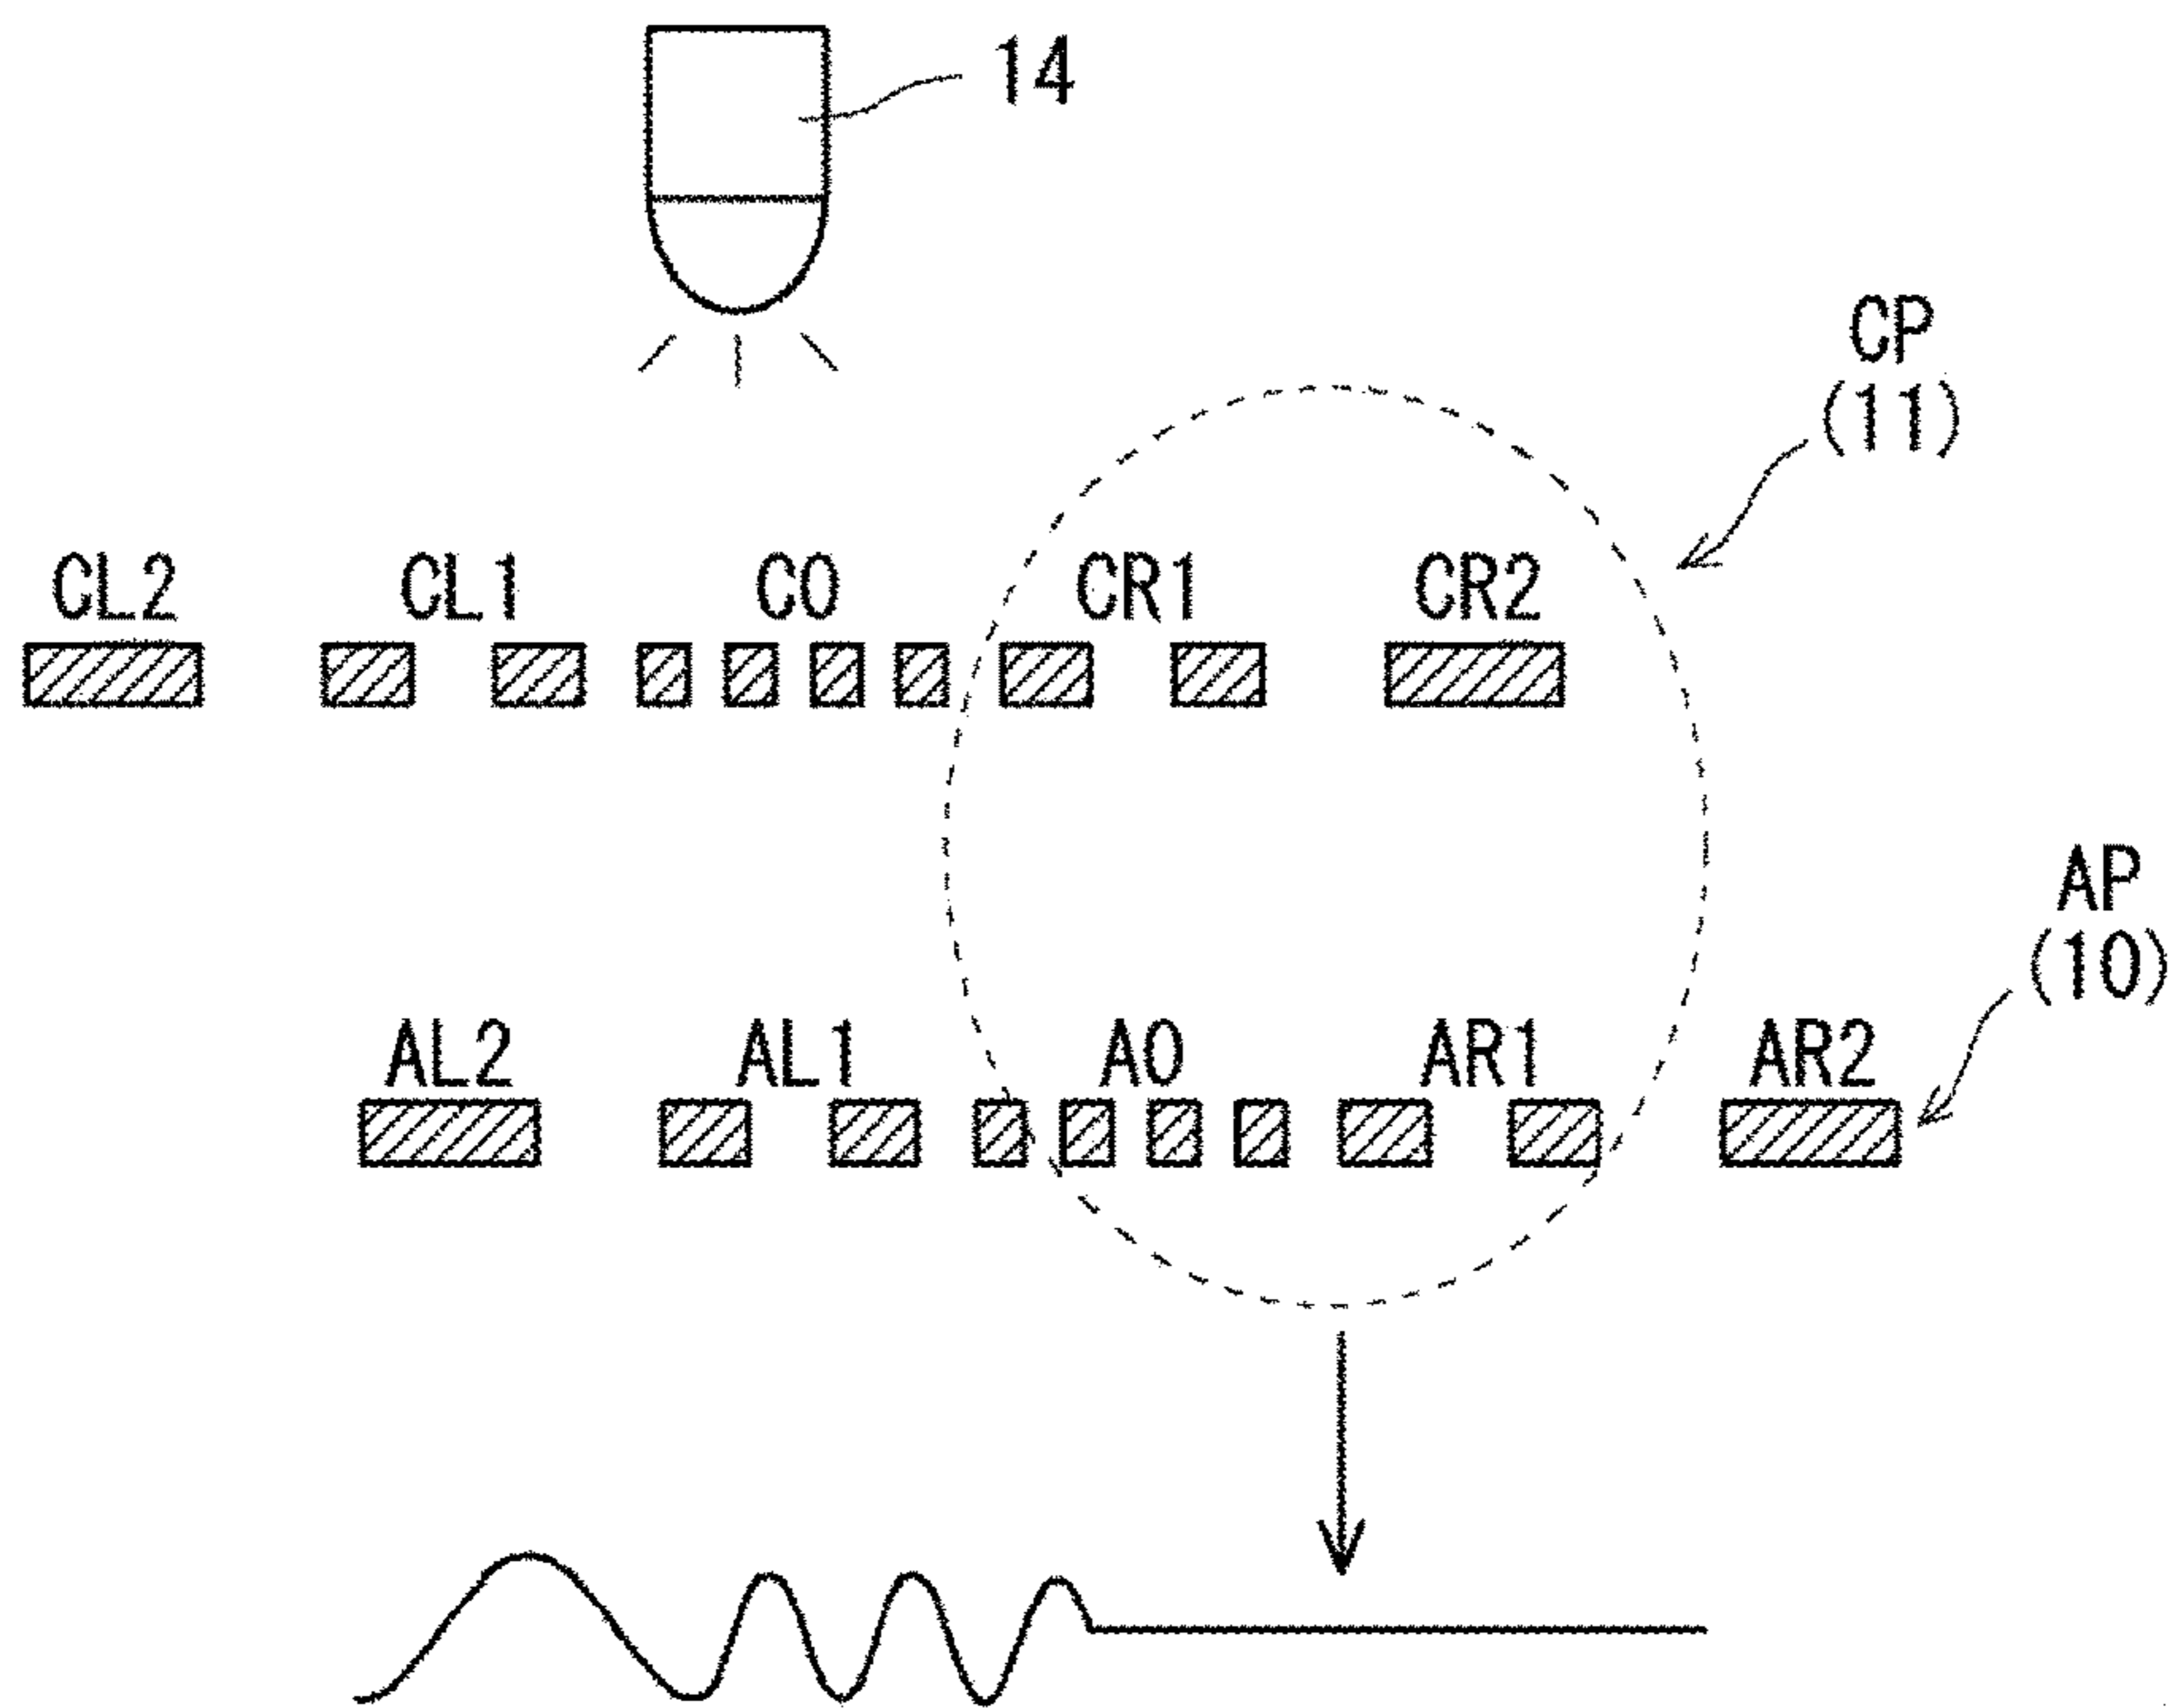 14
CP
(11)
CL2 CL1 C0 CR1 CR2
AP
(10)
AL2 AL1 A0 AR1 AR2